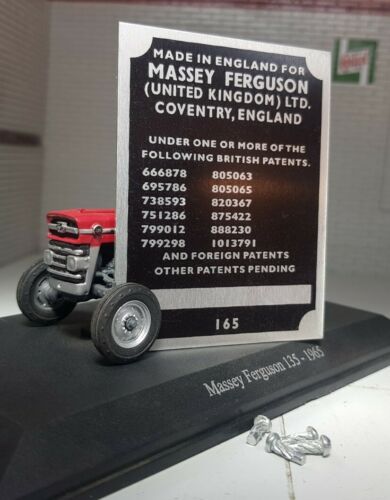 MADE IN ENGLAND FOR
MASSEY FERGUSON
(UNITED KINGDOM) LTD.
COVENTRY, ENGLAND
UNDER ONE OR MORE OF THE
FOLLOWING BRITISH PATENTS.
666878 805063
695786 805065
738593 820367
751286 875422
799012 888230
799298 1013791
AND FOREIGN PATENTS
OTHER PATENTS PENDING
165
Massey Ferguson 135 - 1965